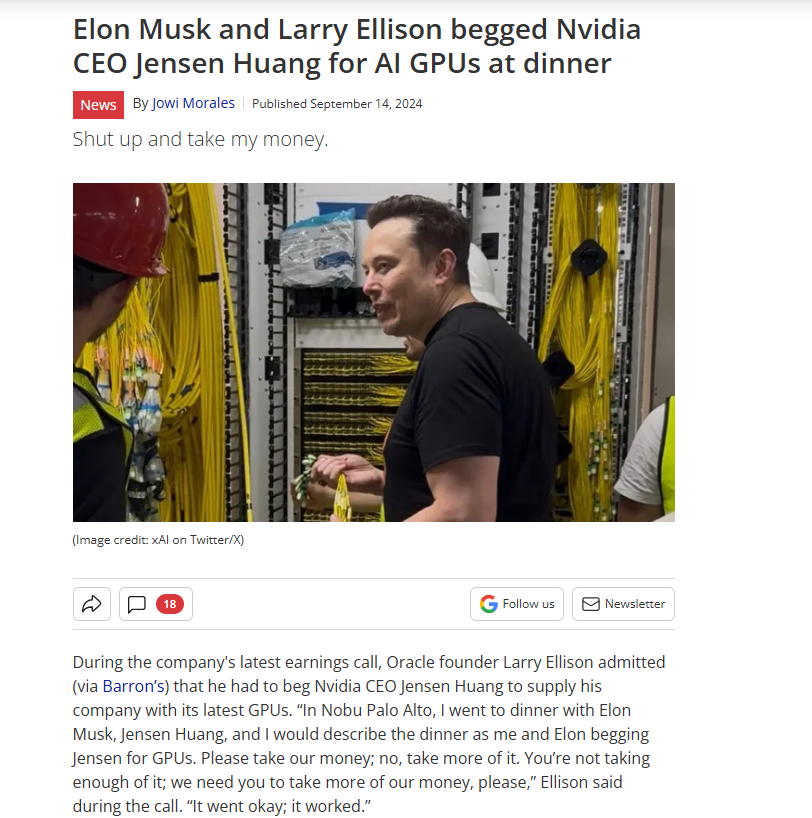 Elon Musk and Larry Ellison begged Nvidia
CEO Jensen Huang for AI GPUs at dinner
News By Jowi Morales Published September 14, 2024
Shut up and take my money.
(Image credit: xAI on Twitter/X)
18 Follow us Newsletter
During the company's latest earnings call, Oracle founder Larry Ellison admitted
(via Barron’s) that he had to beg Nvidia CEO Jensen Huang to supply his
company with its latest GPUs. “In Nobu Palo Alto, I went to dinner with Elon
Musk, Jensen Huang, and I would describe the dinner as me and Elon begging
Jensen for GPUs. Please take our money; no, take more of it. You’re not taking
enough of it; we need you to take more of our money, please,” Ellison said
during the call. “It went okay; it worked.”